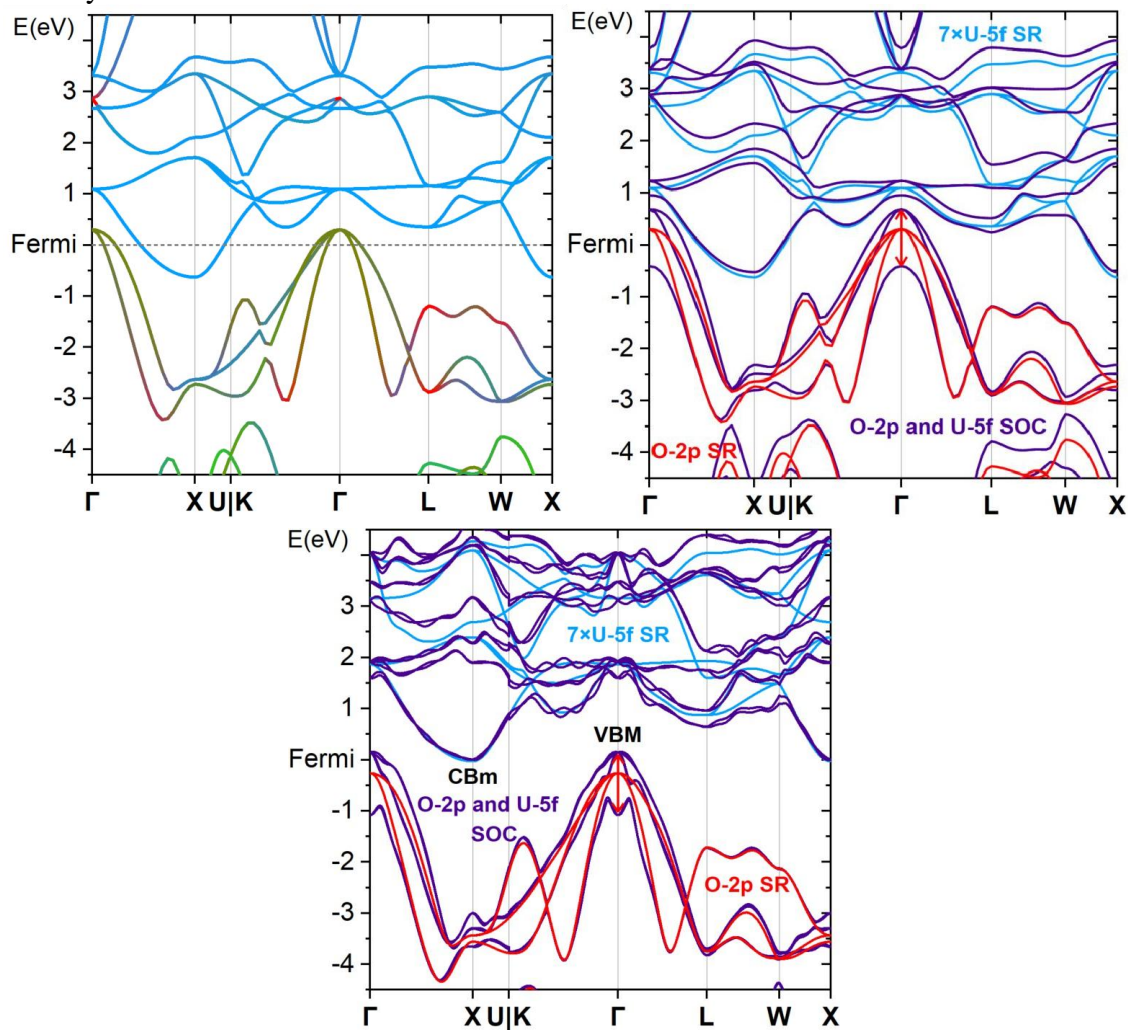 E(eV)
3
2
1
Fermi
-1
-2
-3
-4
Γ X U|K Γ L W X
E(eV)
7×U-5f SR
3
2
1
Fermi
-1
-2
-3
O-2p and U-5f SOC
O-2p SR
-4
Γ X U|K Γ L W X
E(eV)
3
7×U-5f SR
2
1
VBM
Fermi
CBm
O-2p and U-5f
SOC
-1
-2
O-2p SR
-3
-4
Γ X U|K Γ L W X